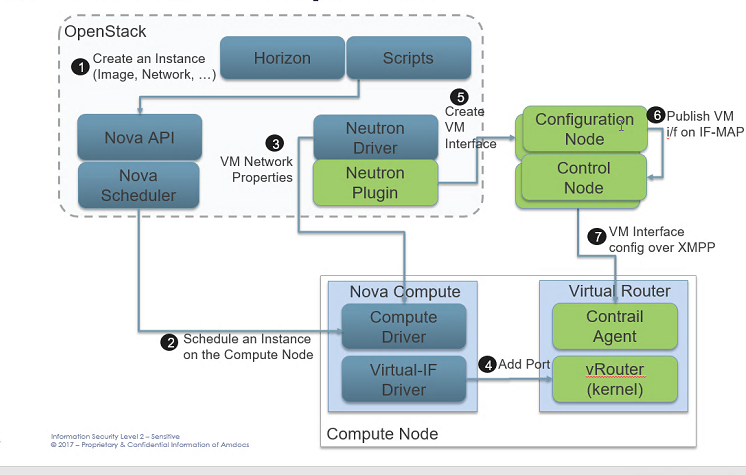 OpenStack
1 Create an Instance
(Image, Network, ...)
Horizon
Scripts
Nova API
Nova
Scheduler
3
VM Network
Properties
Neutron
Driver
Neutron
Plugin
5
Create
VM
Interface
Configuration
Node
Control
Node
6 Publish VM
i/f on IF-MAP
7 VM Interface
config over XMPP
2 Schedule an Instance
on the Compute Node
Nova Compute
Compute
Driver
Virtual-IF
Driver
4 Add Port
Virtual Router
Contrail
Agent
vRouter
(kernel)
Compute Node
Information Security Level 2 – Sensitive
© 2017 – Proprietary & Confidential Information of Amdocs